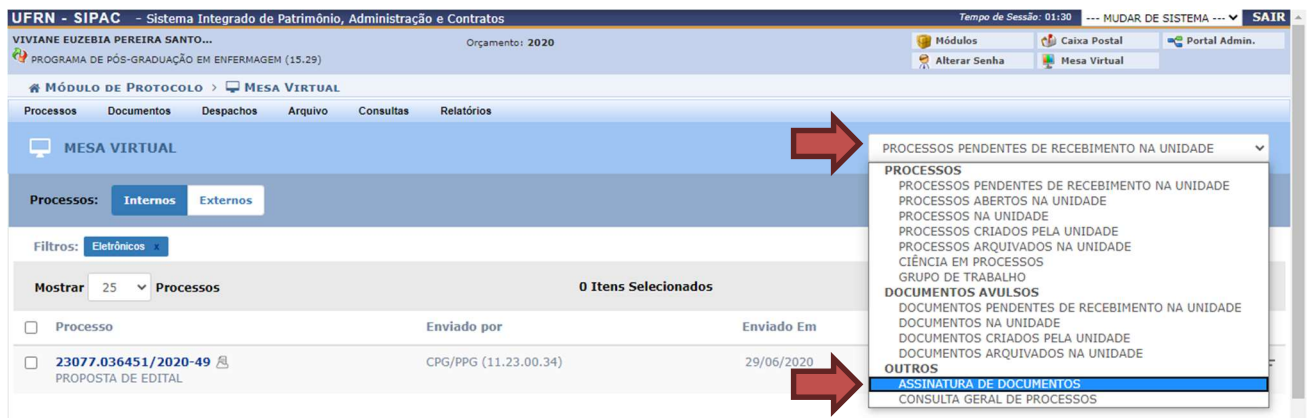 UFRN - SIPAC - Sistema Integrado de Patrimônio, Administração e Contratos
Tempo de Sessão: 01:30 --- MUDAR DE SISTEMA --- SAIR
VIVIANE EUZEBIA PEREIRA SANTO...
Orçamento: 2020
Módulos Caixa Postal Portal Admin.
PROGRAMA DE PÓS-GRADUAÇÃO EM ENFERMAGEM (15.29)
Alterar Senha Mesa Virtual
MÓDULO DE PROTOCOLO > MESA VIRTUAL
Processos Documentos Despachos Arquivo Consultas Relatórios
MESA VIRTUAL
PROCESSOS PENDENTES DE RECEBIMENTO NA UNIDADE
PROCESSOS
PROCESSOS PENDENTES DE RECEBIMENTO NA UNIDADE
PROCESSOS ABERTOS NA UNIDADE
PROCESSOS NA UNIDADE
PROCESSOS CRIADOS PELA UNIDADE
PROCESSOS ARQUIVADOS NA UNIDADE
CIÊNCIA EM PROCESSOS
GRUPO DE TRABALHO
DOCUMENTOS AVULSOS
DOCUMENTOS PENDENTES DE RECEBIMENTO NA UNIDADE
DOCUMENTOS NA UNIDADE
DOCUMENTOS CRIADOS PELA UNIDADE
DOCUMENTOS ARQUIVADOS NA UNIDADE
OUTROS
ASSINATURA DE DOCUMENTOS
CONSULTA GERAL DE PROCESSOS
Processos: Internos Externos
Filtros: Eletrônicos x
Mostrar 25 Processos
0 Itens Selecionados
Processo Enviado por Enviado Em
23077.036451/2020-49 CPG/PPG (11.23.00.34) 29/06/2020
PROPOSTA DE EDITAL